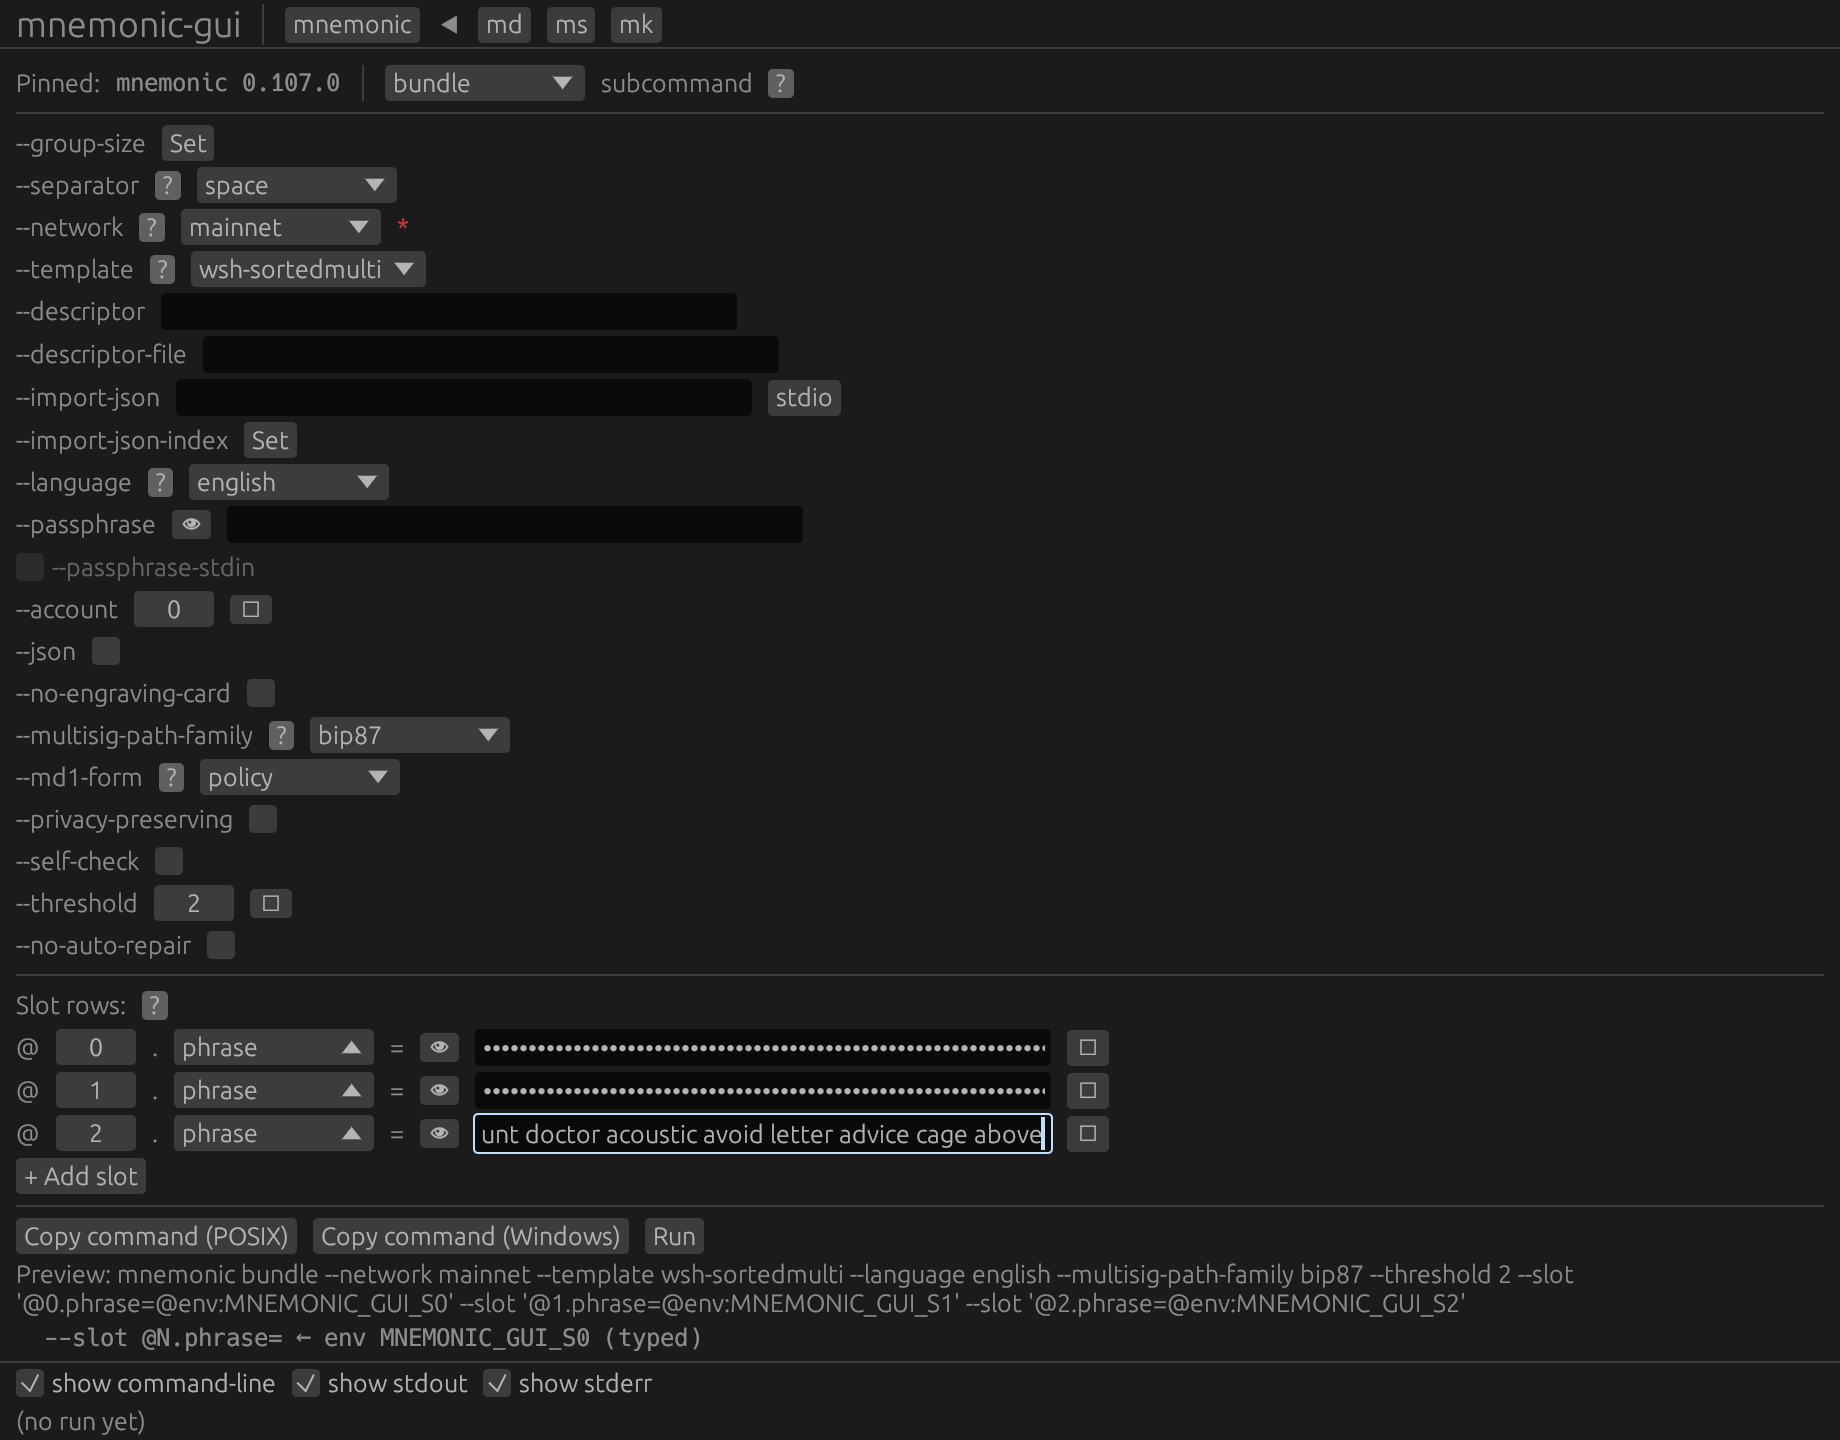 mnemonic-gui mnemonic ◀ md ms mk
Pinned: mnemonic 0.107.0 bundle ▼ subcommand ?
--group-size Set
--separator ? space ▼
--network ? mainnet ▼ *
--template ? wsh-sortedmulti ▼
--descriptor
--descriptor-file
--import-json stdio
--import-json-index Set
--language ? english ▼
--passphrase
--passphrase-stdin
--account 0
--json
--no-engraving-card
--multisig-path-family ? bip87 ▼
--md1-form ? policy ▼
--privacy-preserving
--self-check
--threshold 2
--no-auto-repair
Slot rows: ?
@ 0 . phrase ▲ =
@ 1 . phrase ▲ =
@ 2 . phrase ▲ = unt doctor acoustic avoid letter advice cage above
+ Add slot
Copy command (POSIX) Copy command (Windows) Run
Preview: mnemonic bundle --network mainnet --template wsh-sortedmulti --language english --multisig-path-family bip87 --threshold 2 --slot
'@0.phrase=@env:MNEMONIC_GUI_S0' --slot '@1.phrase=@env:MNEMONIC_GUI_S1' --slot '@2.phrase=@env:MNEMONIC_GUI_S2'
--slot @N.phrase= ← env MNEMONIC_GUI_S0 (typed)
show command-line show stdout show stderr
(no run yet)